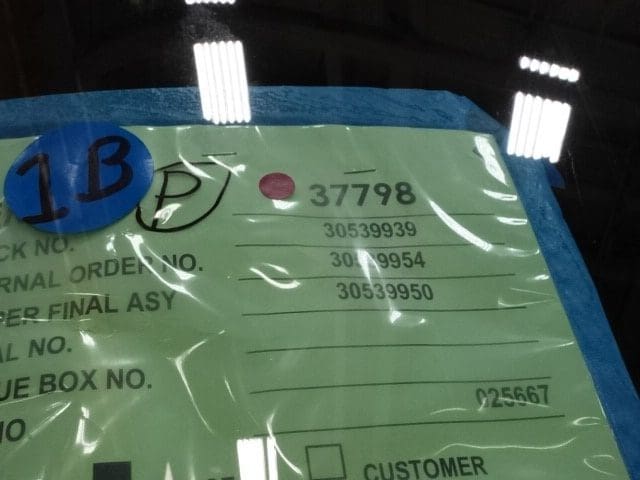 1B P 37798
CK NO. 30539939
RNAL ORDER NO.
PER FINAL ASY 30539950
AL NO.
UE BOX NO. 025667
NO
CUSTOMER